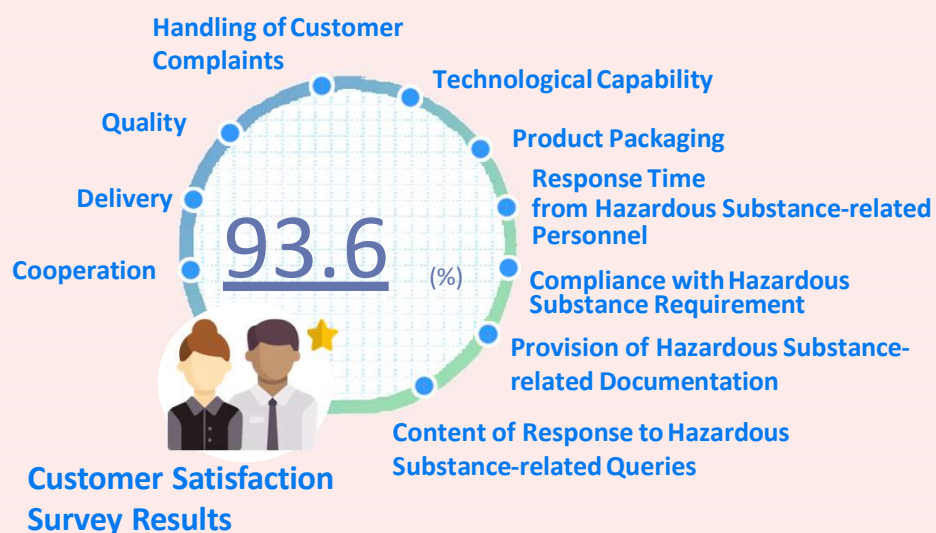 Handling of Customer
Complaints
Technological Capability
Quality
Product Packaging
Delivery
Response Time
from Hazardous Substance-related
Personnel
93.6
(%)
Cooperation
Compliance with Hazardous
Substance Requirement
Provision of Hazardous Substance-
related Documentation
Content of Response to Hazardous
Substance-related Queries
Customer Satisfaction
Survey Results